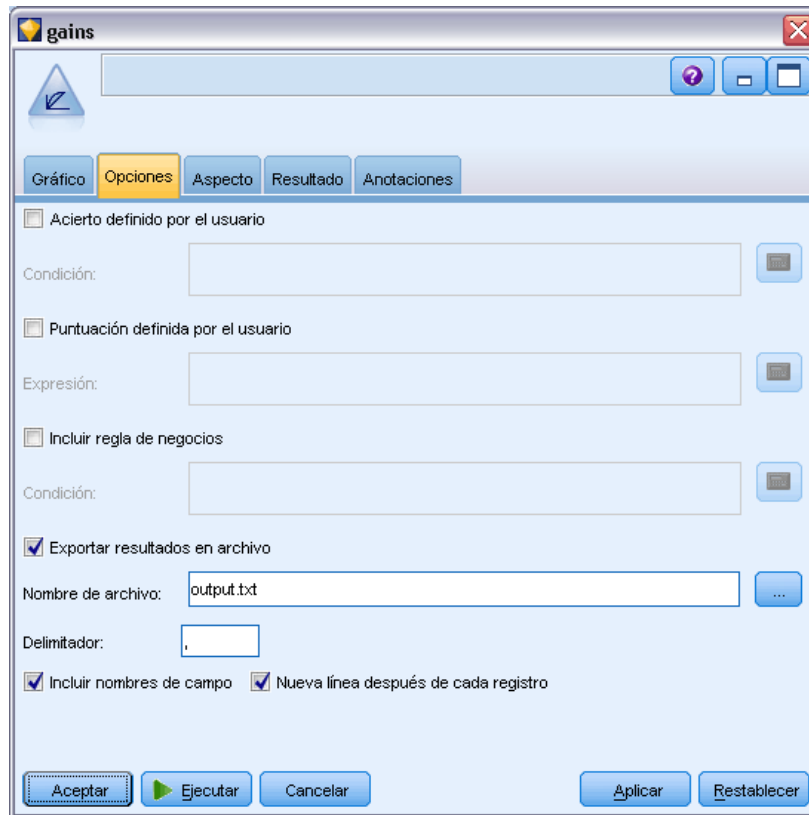 gains
Gráfico Opciones Aspecto Resultado Anotaciones
Acierto definido por el usuario
Condición:
Puntuación definida por el usuario
Expresión:
Incluir regla de negocios
Condición:
Exportar resultados en archivo
Nombre de archivo: output.txt ...
Delimitador: ,
Incluir nombres de campo Nueva línea después de cada registro
Aceptar Ejecutar Cancelar Aplicar Restablecer